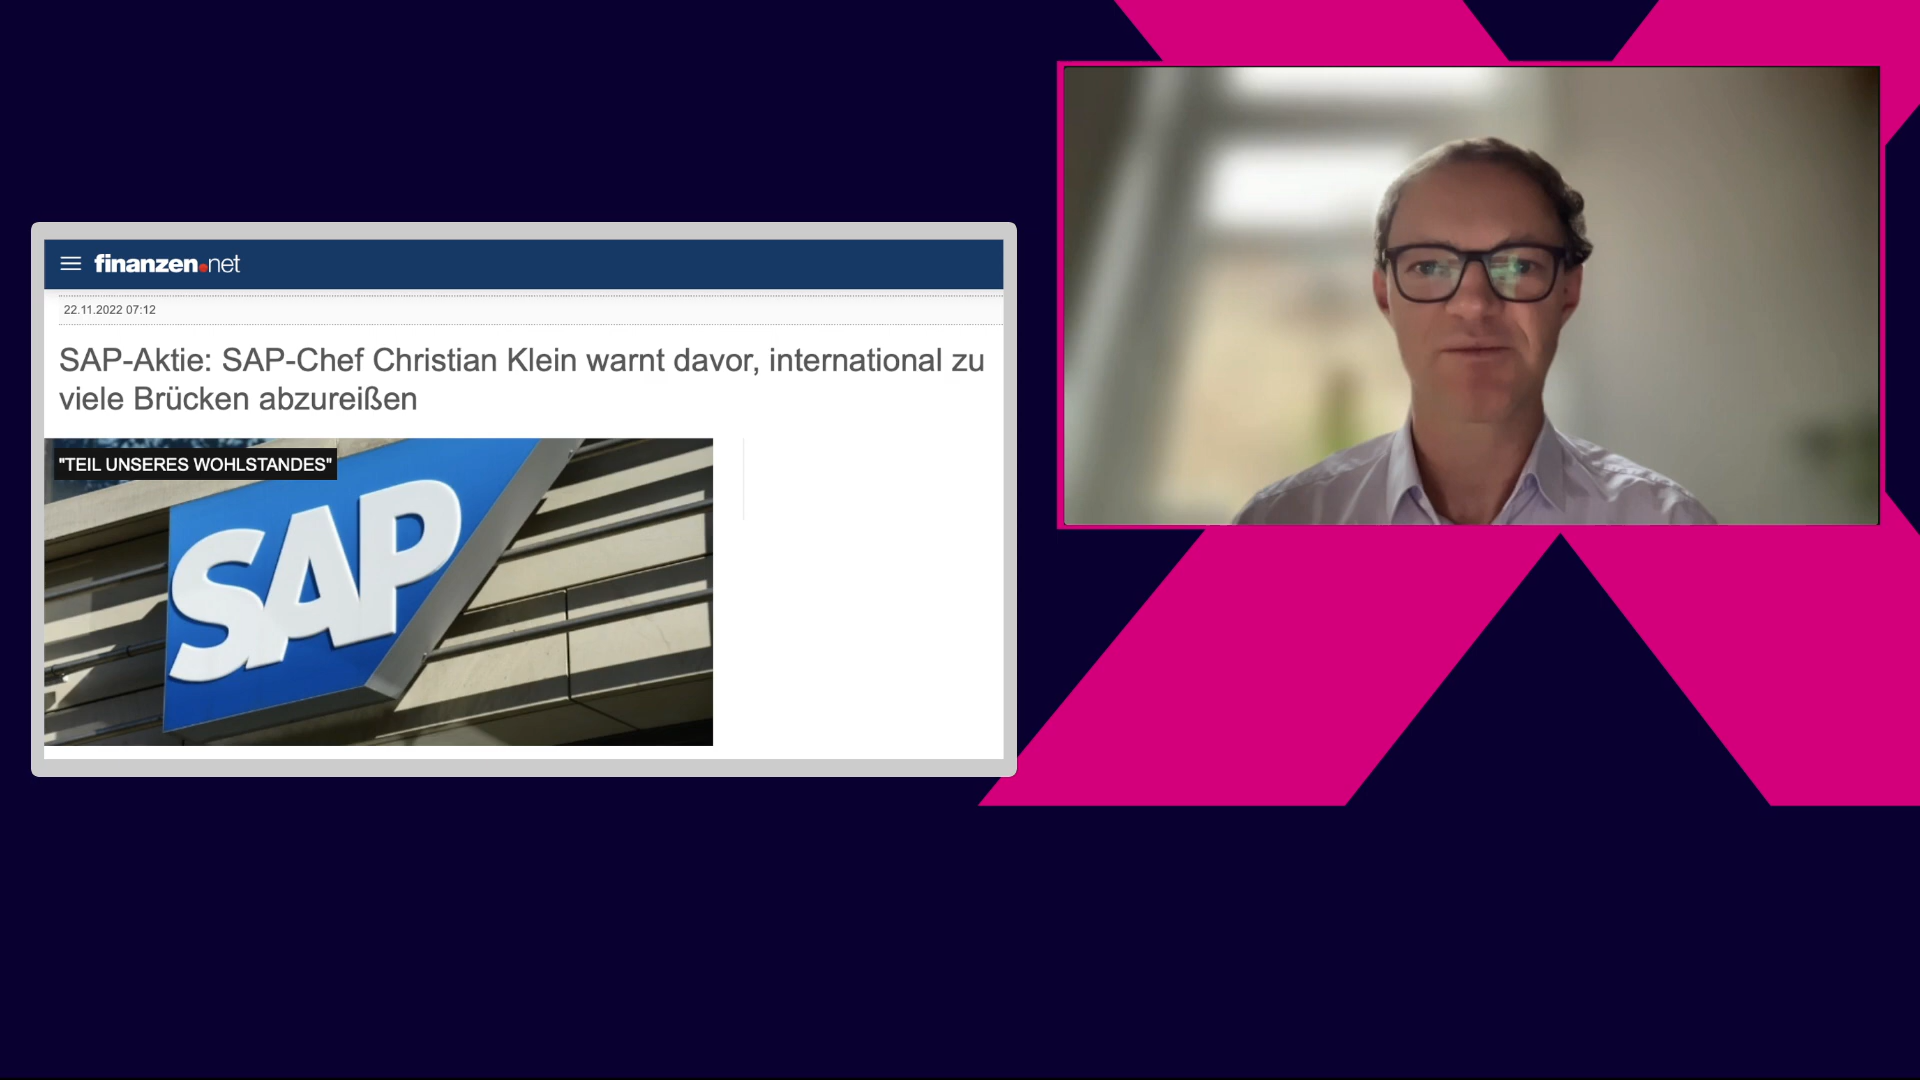 finanzen.net
22.11.2022 07:12
SAP-Aktie: SAP-Chef Christian Klein warnt davor, international zu
viele Brücken abzureißen
"TEIL UNSERES WOHLSTANDES"
SAP